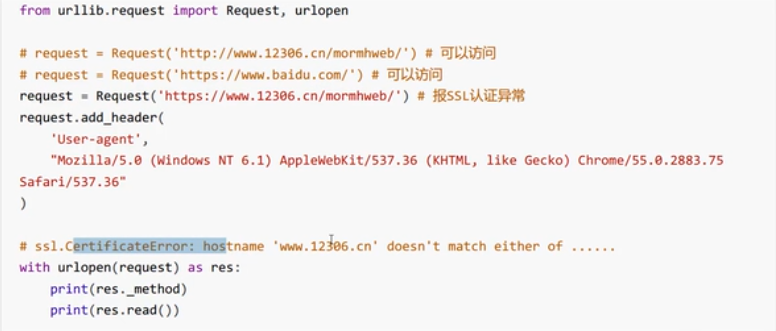 from urllib.request import Request, urlopen
# request = Request('http://www.12306.cn/mormhweb/') # 可以访问
# request = Request('https://www.baidu.com/') # 可以访问
request = Request('https://www.12306.cn/mormhweb/') # 报SSL认证异常
request.add_header(
'User-agent',
"Mozilla/5.0 (Windows NT 6.1) AppleWebKit/537.36 (KHTML, like Gecko) Chrome/55.0.2883.75
Safari/537.36"
)
# ssl.CertificateError: hostname 'www.12306.cn' doesn't match either of ......
with urlopen(request) as res:
print(res._method)
print(res.read())